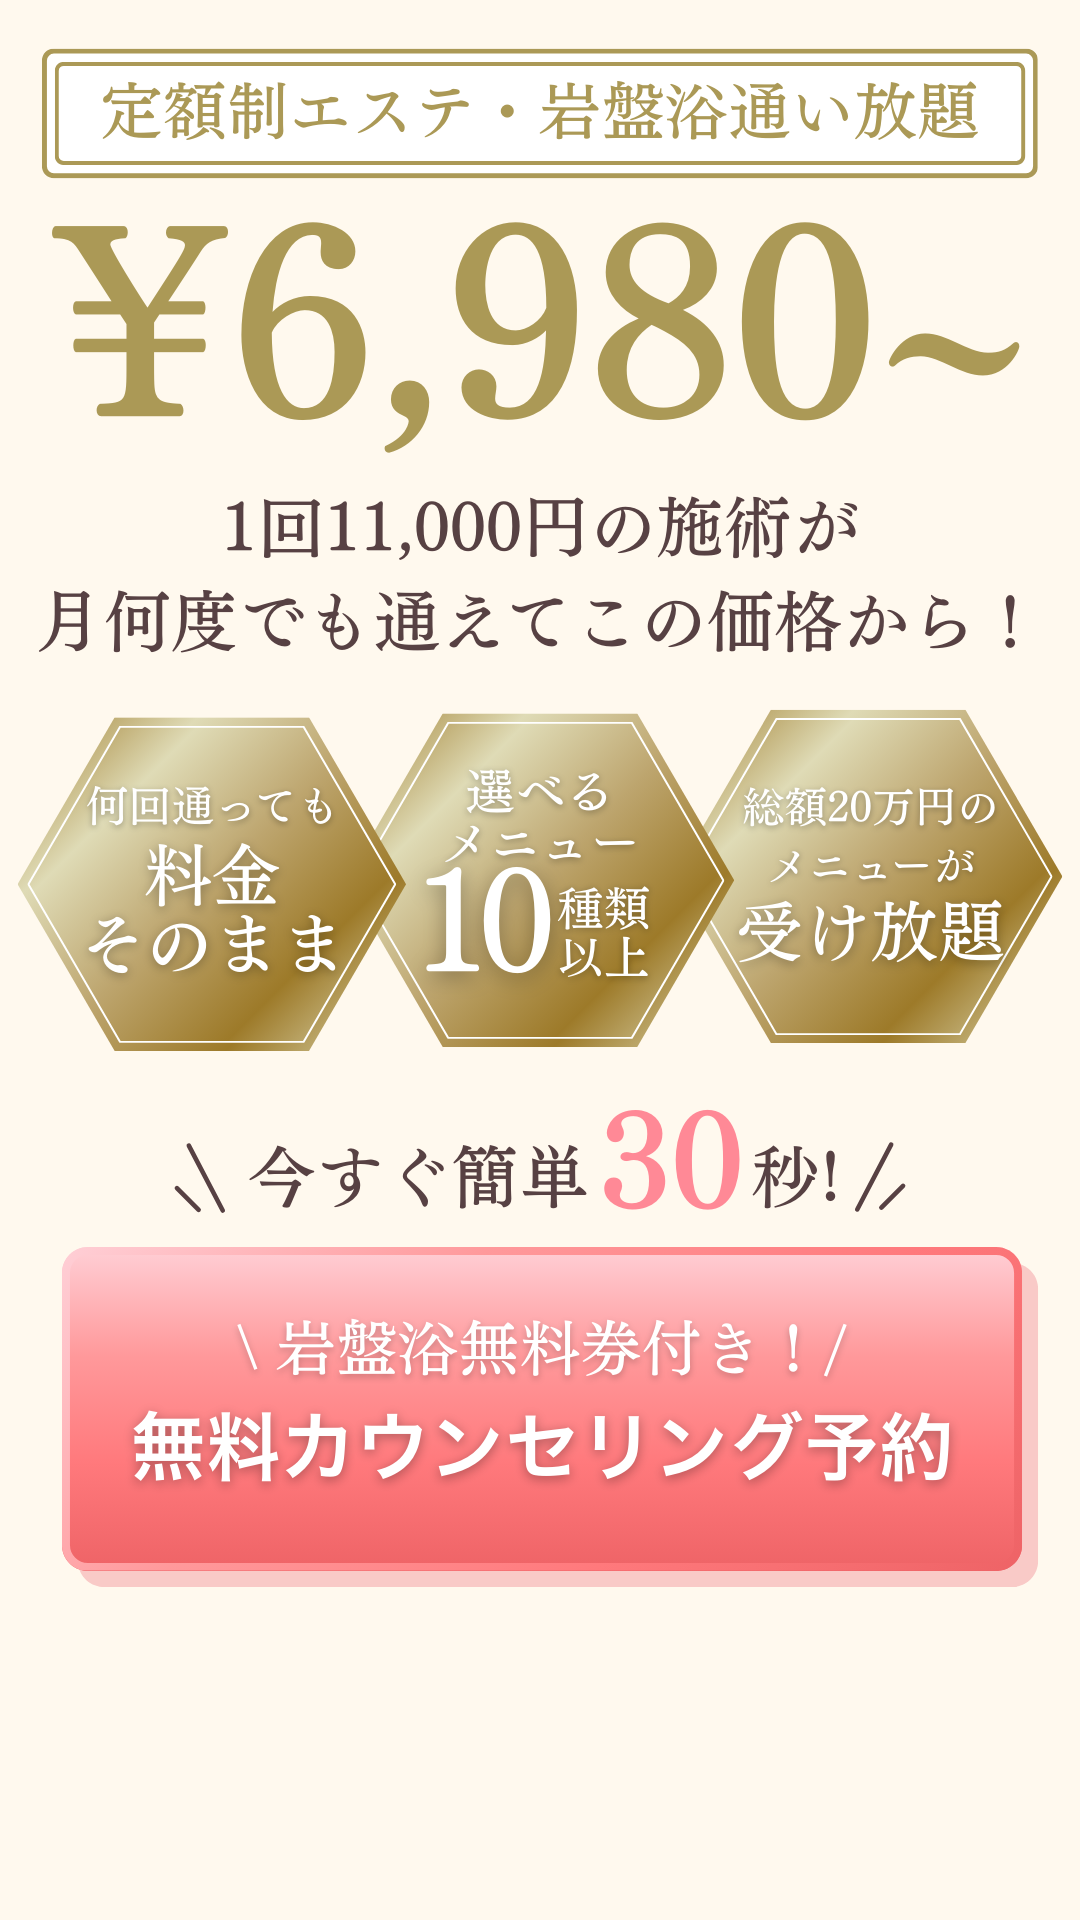 定額制エステ・岩盤浴通い放題
¥6,980~
1回11,000円の施術が
月何度でも通えてこの価格から！
何回通っても
料金
そのまま
選べる
メニュー
10種類
以上
総額20万円の
メニューが
受け放題
\ 今すぐ簡単30秒! /
\ 岩盤浴無料券付き！/
無料カウンセリング予約